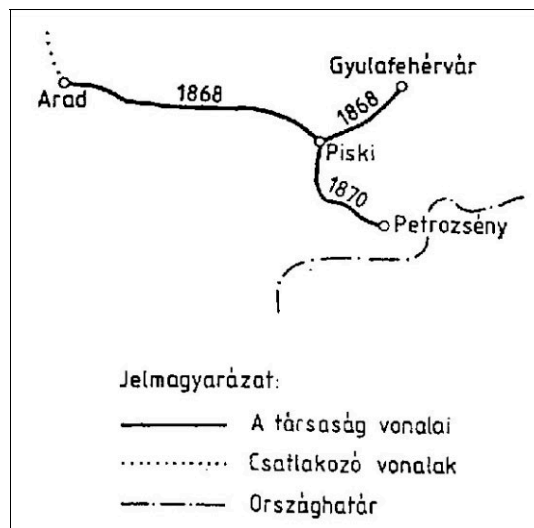 Gyulafehérvár
Arad
1868
1868
Piski
1870
Petrozsény
Jelmagyarázat:
A társaság vonalai
Csatlakozó vonalak
Országhatár